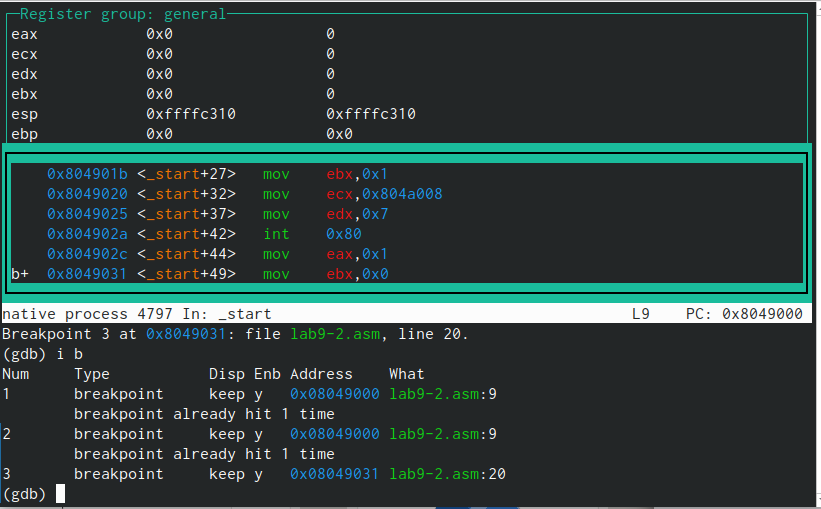 Register group: general
eax 0x0 0
ecx 0x0 0
edx 0x0 0
ebx 0x0 0
esp 0xffffc310 0xffffc310
ebp 0x0 0x0
0x804901b <_start+27> mov ebx,0x1
0x8049020 <_start+32> mov ecx,0x804a008
0x8049025 <_start+37> mov edx,0x7
0x804902a <_start+42> int 0x80
0x804902c <_start+44> mov eax,0x1
b+ 0x8049031 <_start+49> mov ebx,0x0
native process 4797 In: _start L9 PC: 0x8049000
Breakpoint 3 at 0x8049031: file lab9-2.asm, line 20.
(gdb) i b
Num Type Disp Enb Address What
1 breakpoint keep y 0x08049000 lab9-2.asm:9
breakpoint already hit 1 time
2 breakpoint keep y 0x08049000 lab9-2.asm:9
breakpoint already hit 1 time
3 breakpoint keep y 0x08049031 lab9-2.asm:20
(gdb)